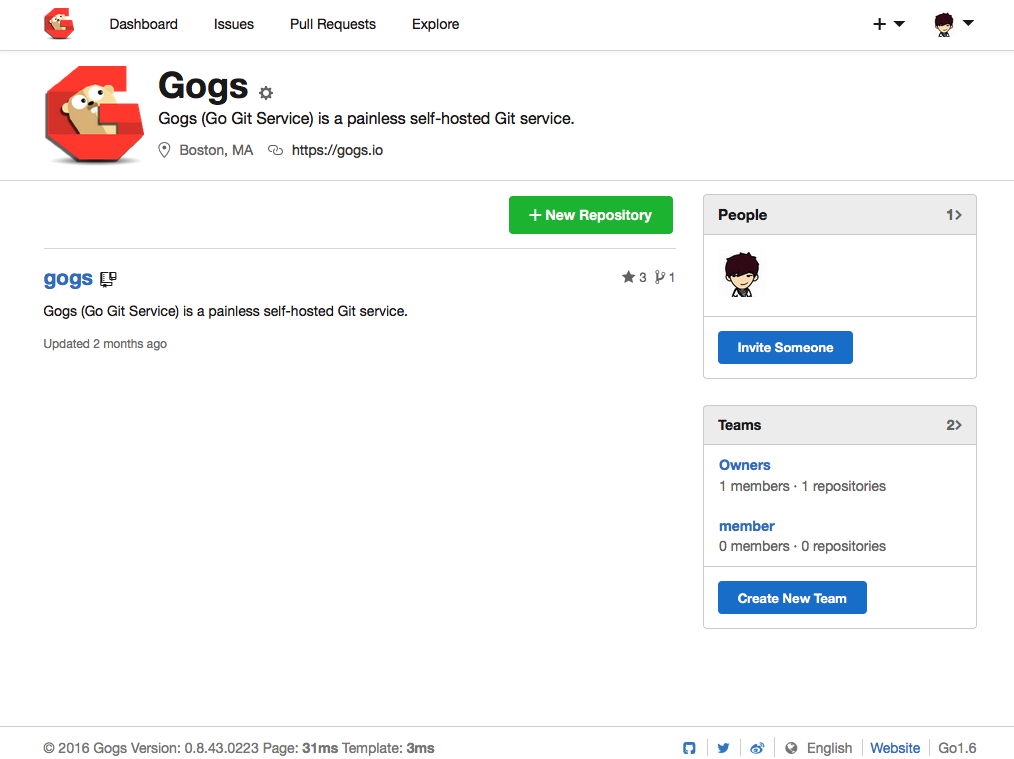 Dashboard Issues Pull Requests Explore
Gogs
Gogs (Go Git Service) is a painless self-hosted Git service.
Boston, MA https://gogs.io
+ New Repository
gogs 3 1
Gogs (Go Git Service) is a painless self-hosted Git service.
Updated 2 months ago
People 1
Invite Someone
Teams 2
Owners
1 members · 1 repositories
member
0 members · 0 repositories
Create New Team
© 2016 Gogs Version: 0.8.43.0223 Page: 31ms Template: 3ms English Website Go1.6